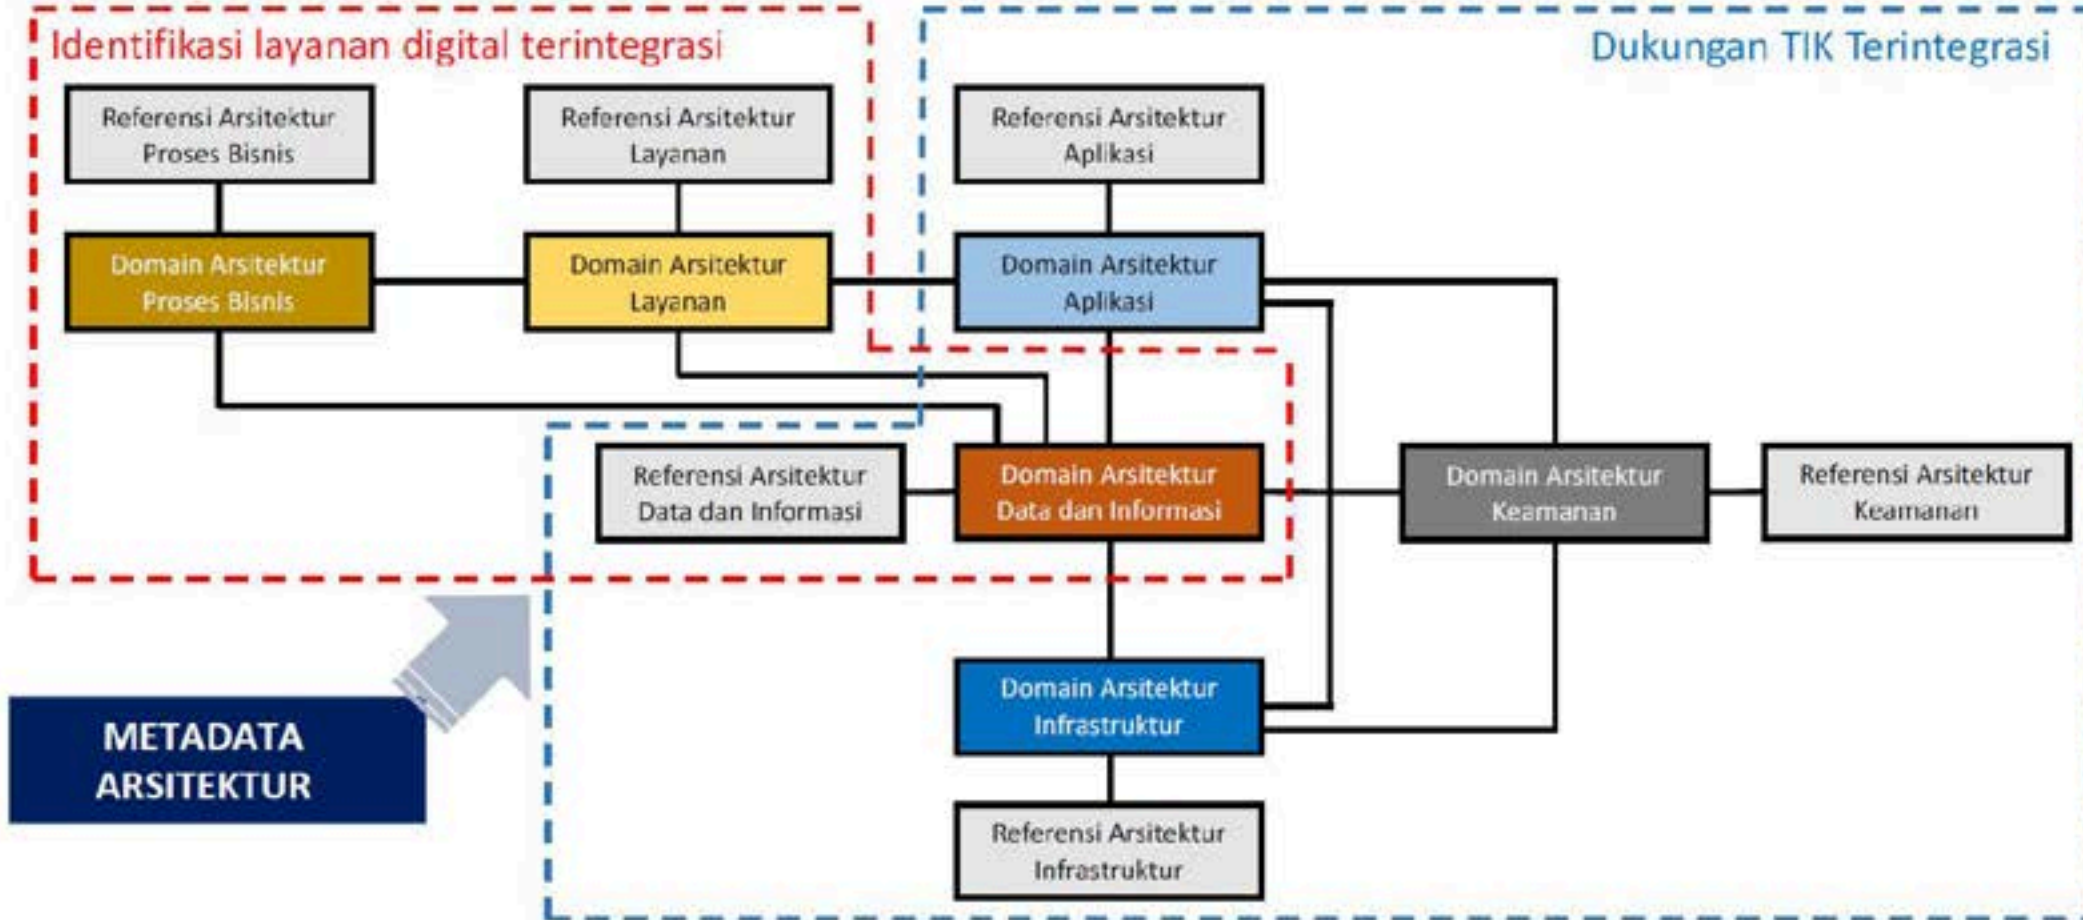 Identifikasi layanan digital terintegrasi
Dukungan TIK Terintegrasi
Referensi Arsitektur
Proses Bisnis
Referensi Arsitektur
Layanan
Referensi Arsitektur
Aplikasi
Domain Arsitektur
Proses Bisnis
Domain Arsitektur
Layanan
Domain Arsitektur
Aplikasi
Referensi Arsitektur
Data dan Informasi
Domain Arsitektur
Data dan Informasi
Domain Arsitektur
Keamanan
Referensi Arsitektur
Keamanan
Domain Arsitektur
Infrastruktur
METADATA
ARSITEKTUR
Referensi Arsitektur
Infrastruktur